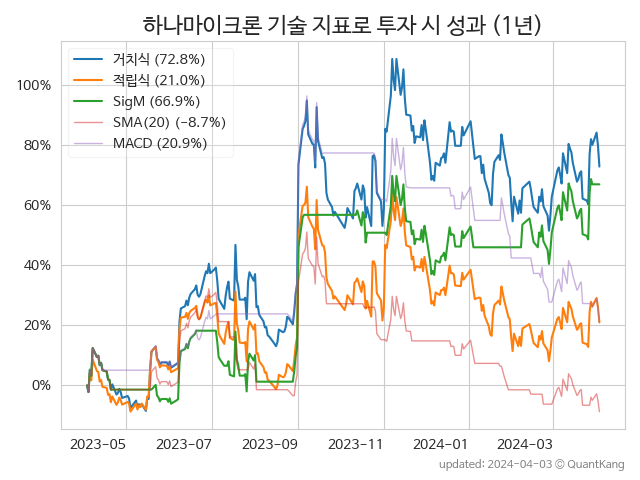 하나마이크론 기술 지표로 투자 시 성과 (1년)
거치식 (72.8%)
적립식 (21.0%)
SigM (66.9%)
SMA(20) (−8.7%)
MACD (20.9%)
100%
80%
60%
40%
20%
0%
2023-05 2023-07 2023-09 2023-11 2024-01 2024-03
updated: 2024-04-03 © QuantKang